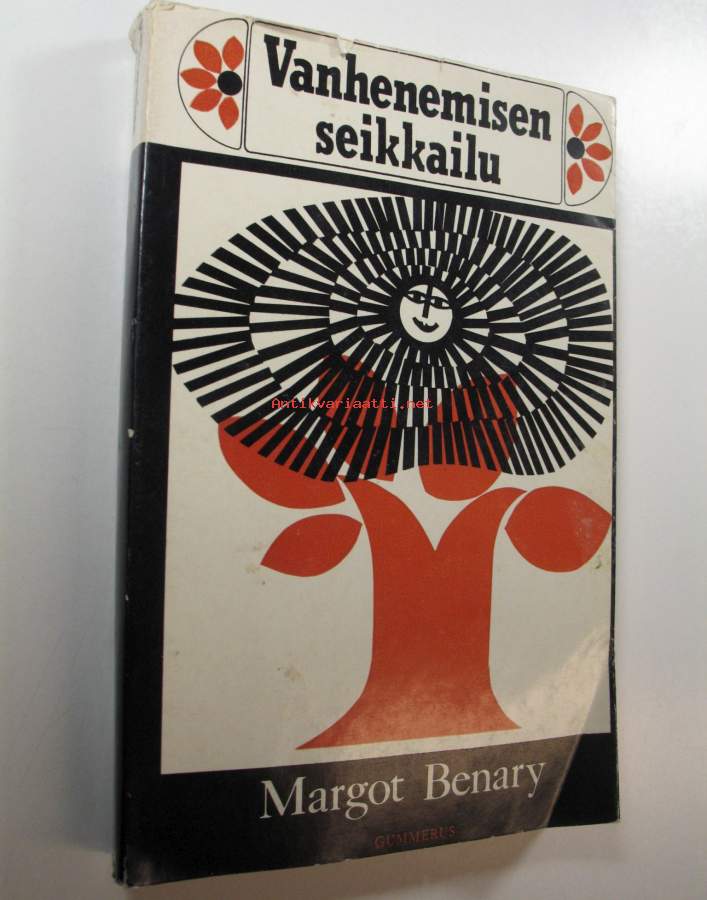 Vanhenemisen
seikkailu
Antikvariaatti.net
Margot Benary
GUMMERUS